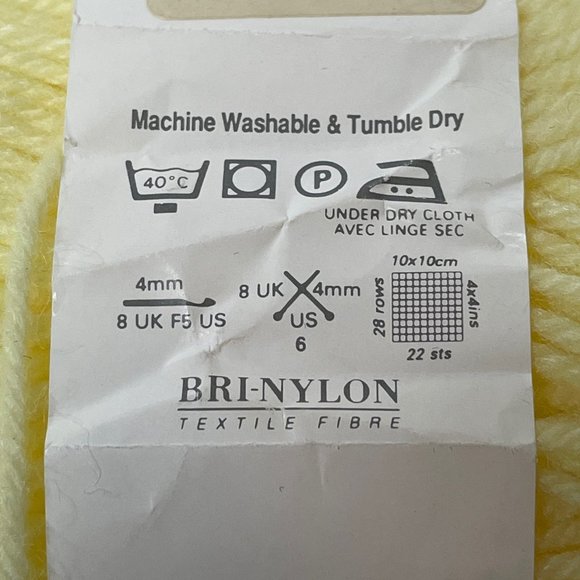 Machine Washable & Tumble Dry
40°C
P
UNDER DRY CLOTH
AVEC LINGE SEC
4mm
8 UK F5 US
8 UK 4mm
US
6
10x10cm
28 rows
4x4ins
22 sts
BRI-NYLON
TEXTILE FIBRE